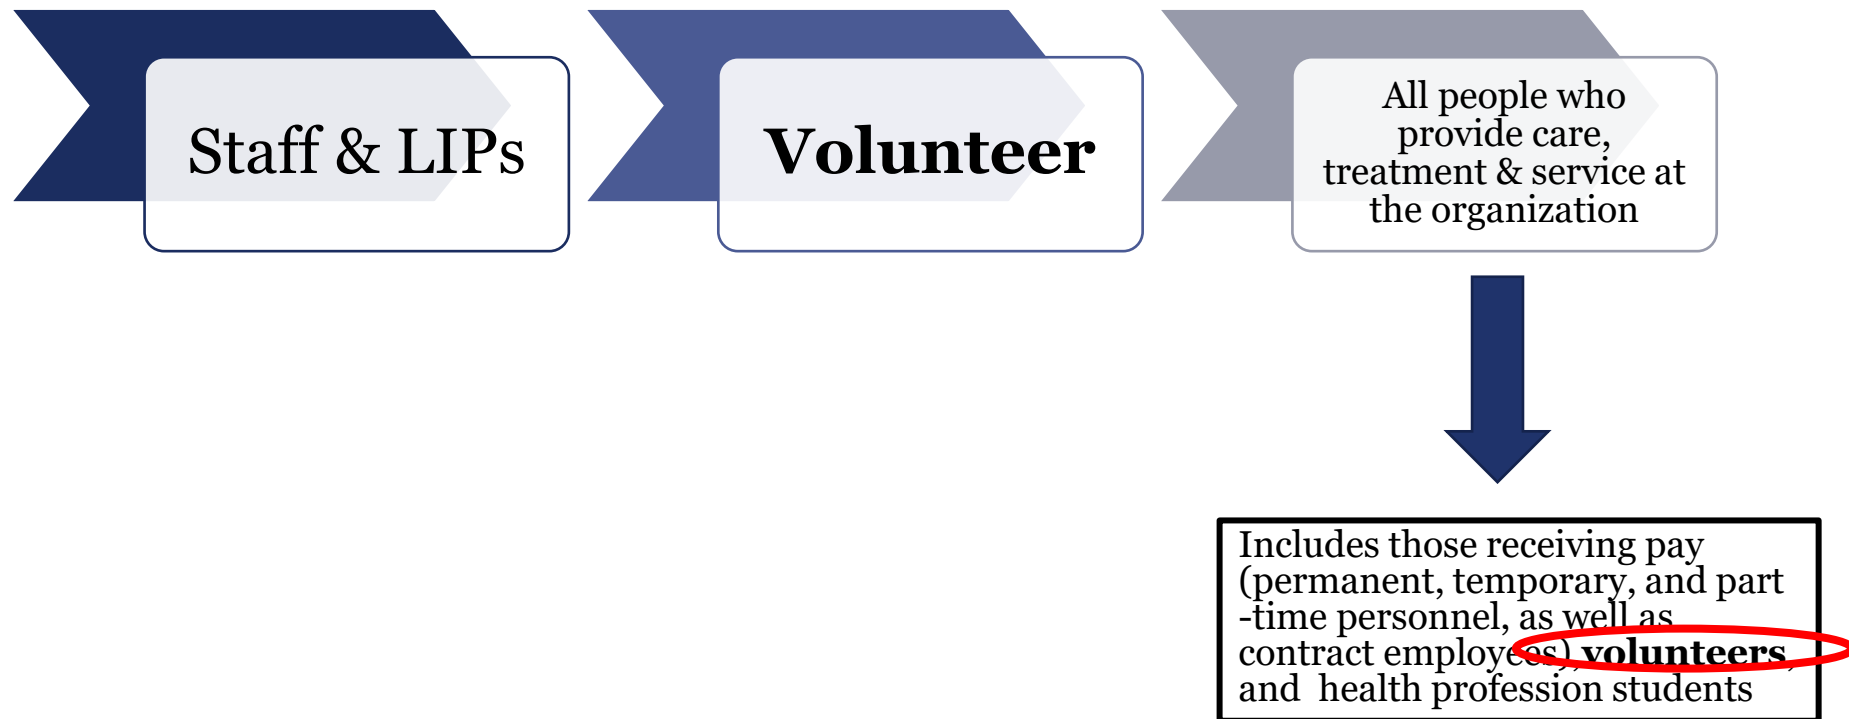 Staff & LIPs
Volunteer
All people who
provide care,
treatment & service at
the organization
Includes those receiving pay
(permanent, temporary, and part
-time personnel, as well as
contract employees), volunteers,
and health profession students